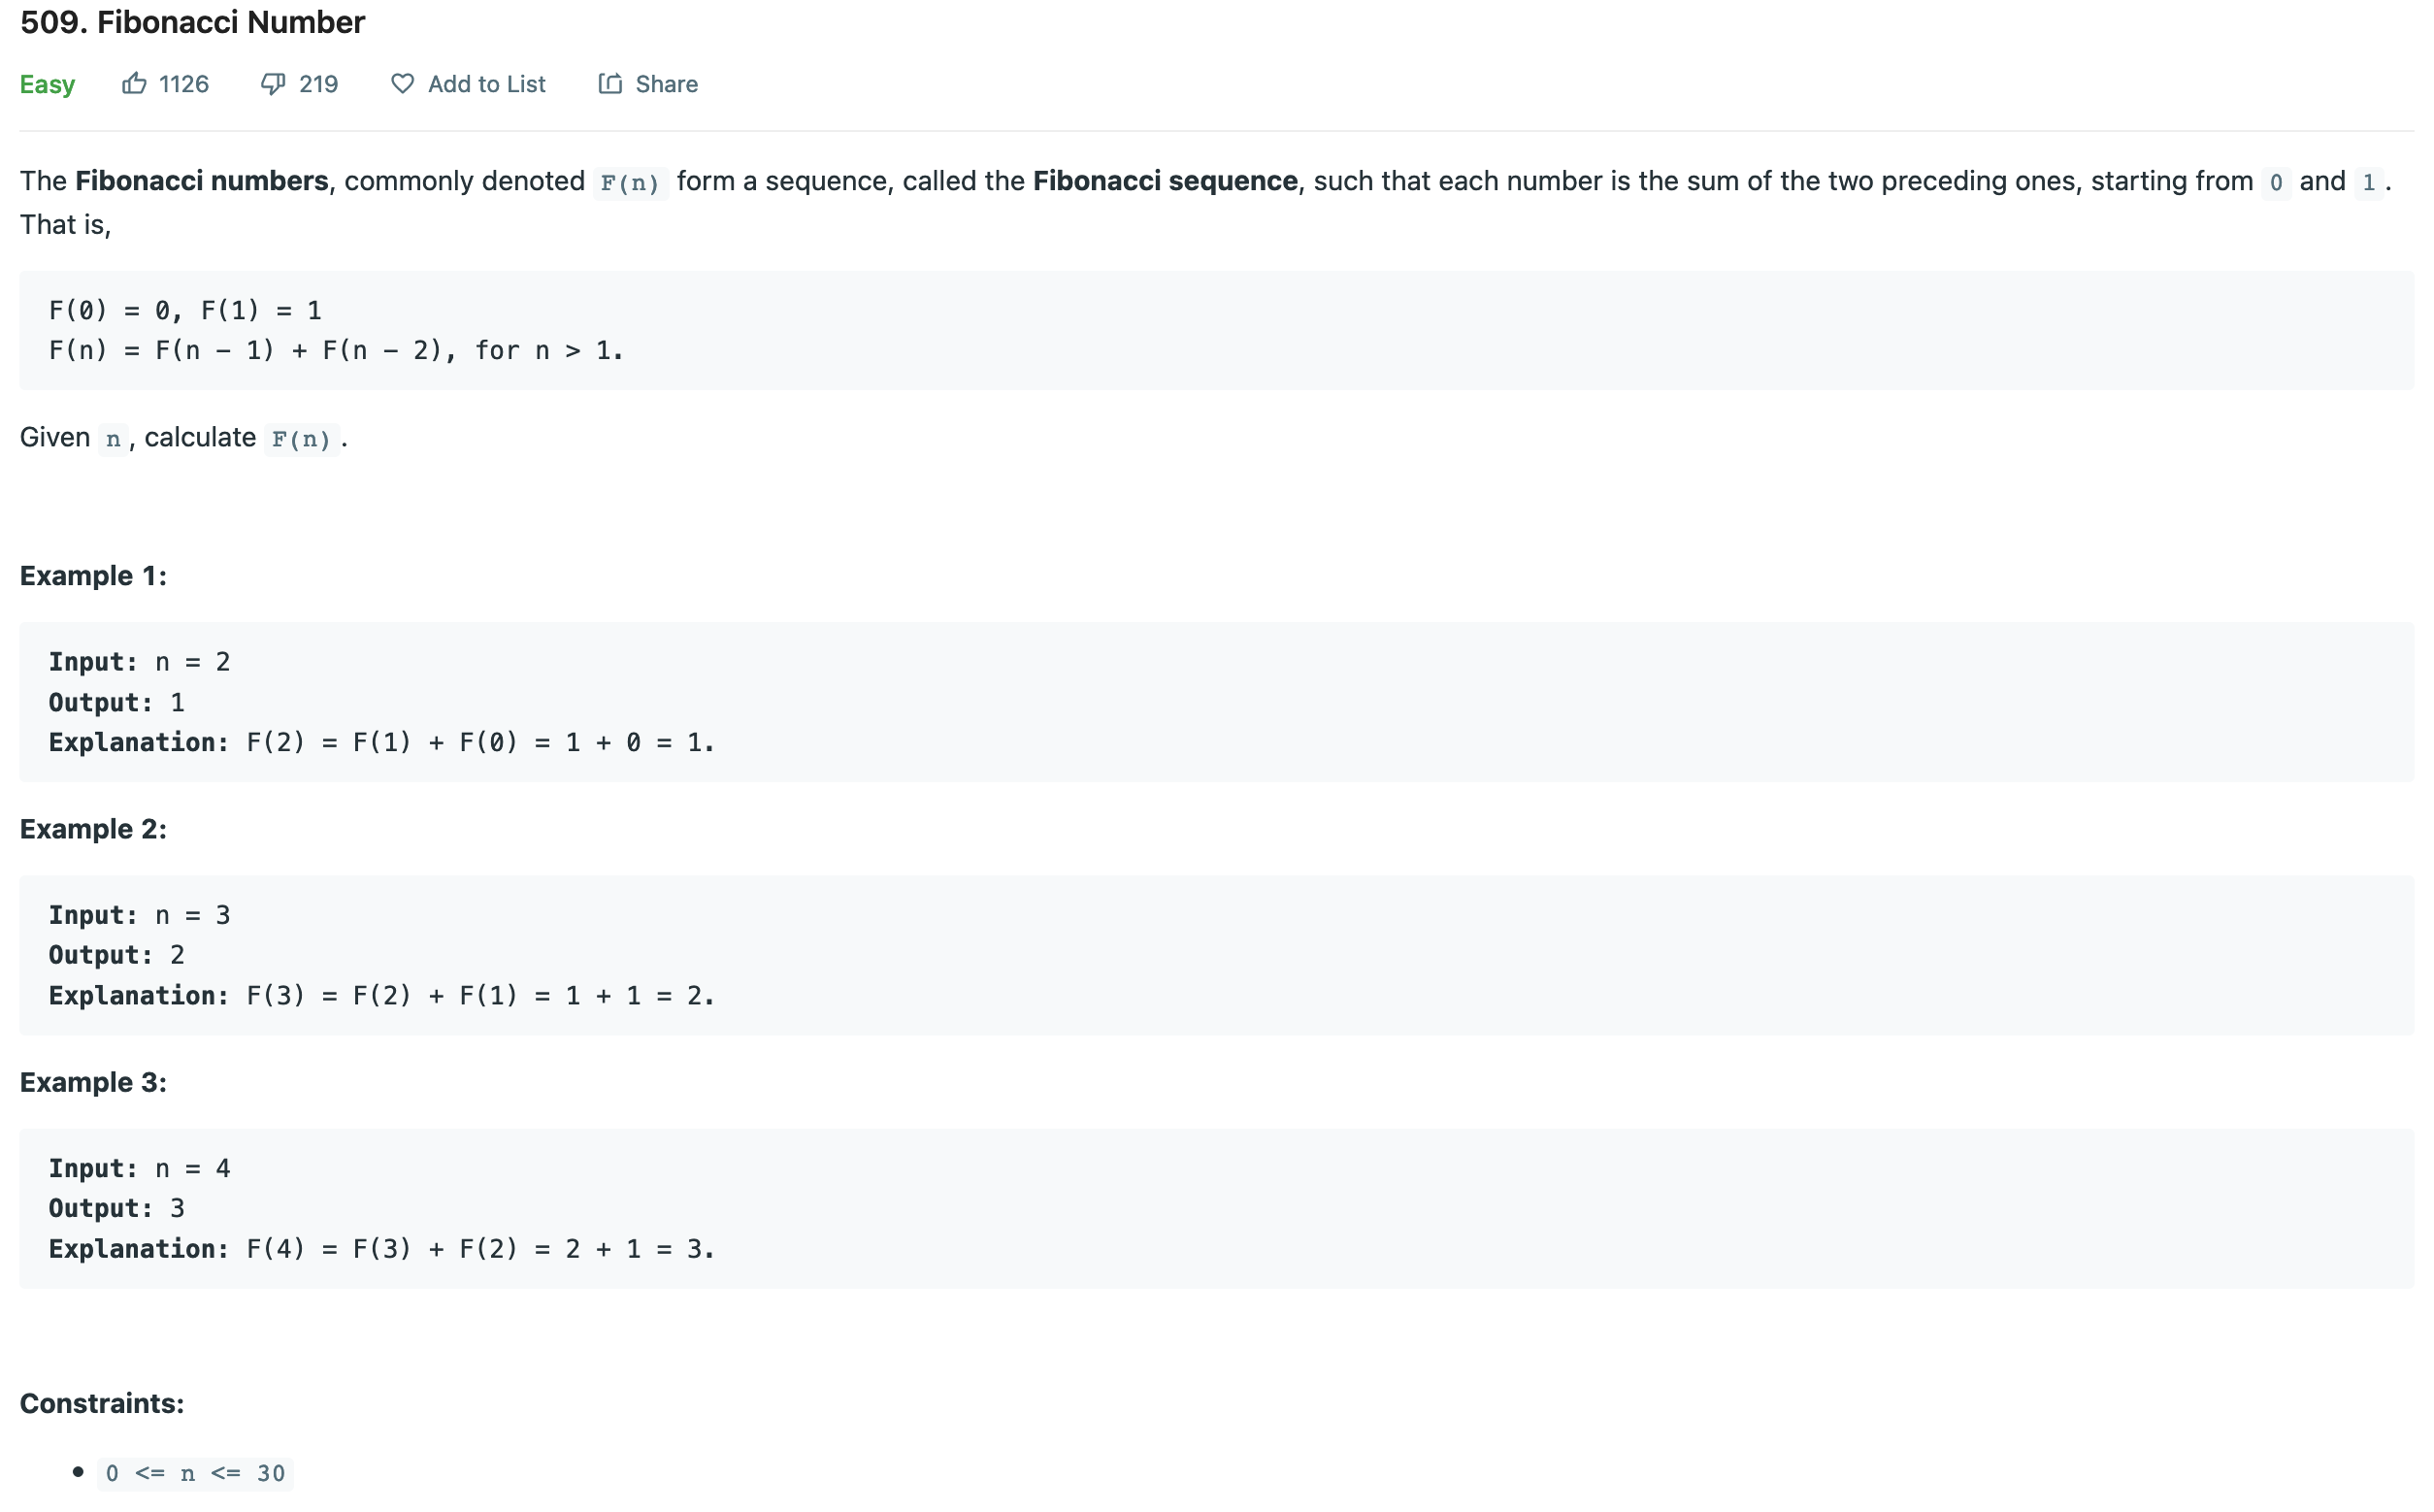 509. Fibonacci Number
Easy 1126 219 Add to List Share
The Fibonacci numbers, commonly denoted F(n) form a sequence, called the Fibonacci sequence, such that each number is the sum of the two preceding ones, starting from 0 and 1.
That is,
F(0) = 0, F(1) = 1
F(n) = F(n − 1) + F(n − 2), for n > 1.
Given n, calculate F(n).
Example 1:
Input: n = 2
Output: 1
Explanation: F(2) = F(1) + F(0) = 1 + 0 = 1.
Example 2:
Input: n = 3
Output: 2
Explanation: F(3) = F(2) + F(1) = 1 + 1 = 2.
Example 3:
Input: n = 4
Output: 3
Explanation: F(4) = F(3) + F(2) = 2 + 1 = 3.
Constraints:
• 0 <= n <= 30